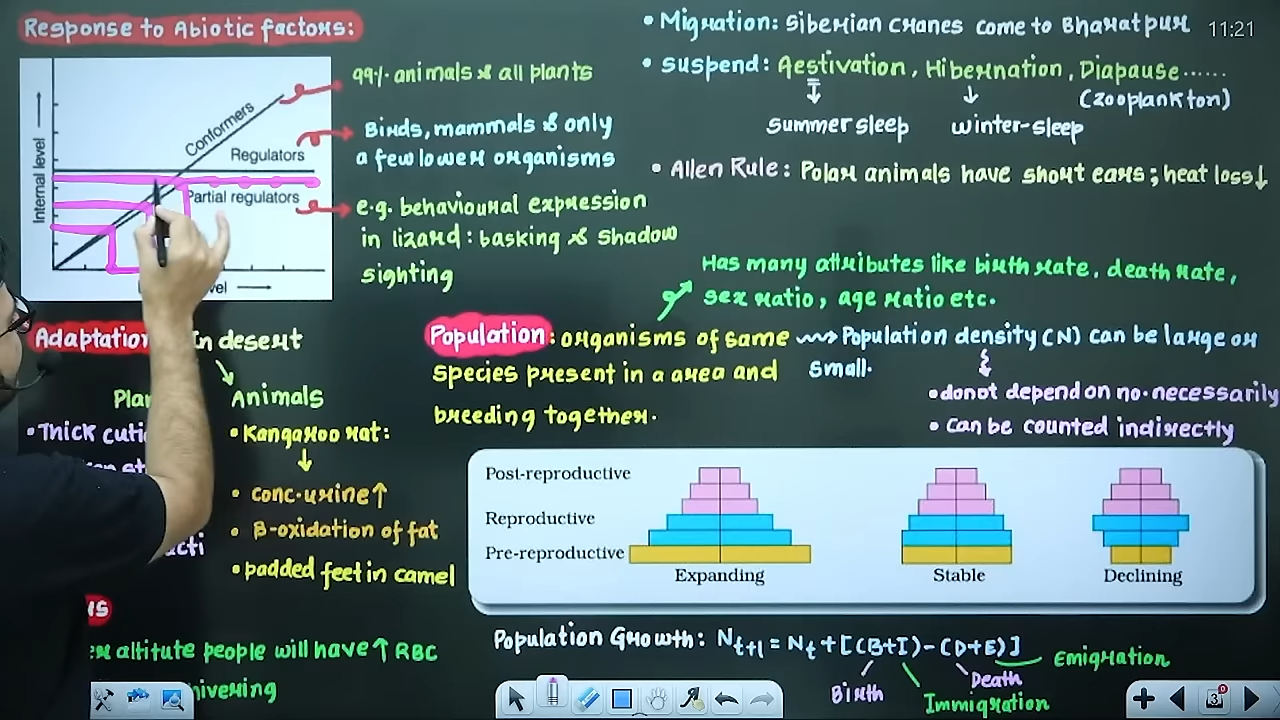 Response to Abiotic factors:
Internal level
Conformers
Regulators
Partial regulators
99% animals & all plants
Birds, mammals & only
a few lower organisms
e.g. behavioural expression
in lizard: basking & shadow
sighting
• Migration: Siberian cranes come to Bharatpur
11:21
• suspend: Aestivation, Hibernation, Diapause......
(zooplankton)
summer sleep
winter-sleep
• Allen Rule: Polar animals have short ears; heat loss↓
Has many attributes like birth rate, death rate,
sex ratio, age ratio etc.
Population: organisms of same
species present in a area and
breeding together.
Population density (N) can be large or
small.
• donot depend on no. necessarily
• can be counted indirectly
Adaptation
In desert
Animals
• Thick
• Kangaroo rat:
• conc. urine↑
• β-oxidation of fat
• padded feet in camel
altitute people will have ↑ RBC
Post-reproductive
Reproductive
Pre-reproductive
Expanding
Stable
Declining
Population Growth: Nt+1 = Nt + [(B+I) - (D+E)]
Birth
Immigration
Death
Emigration